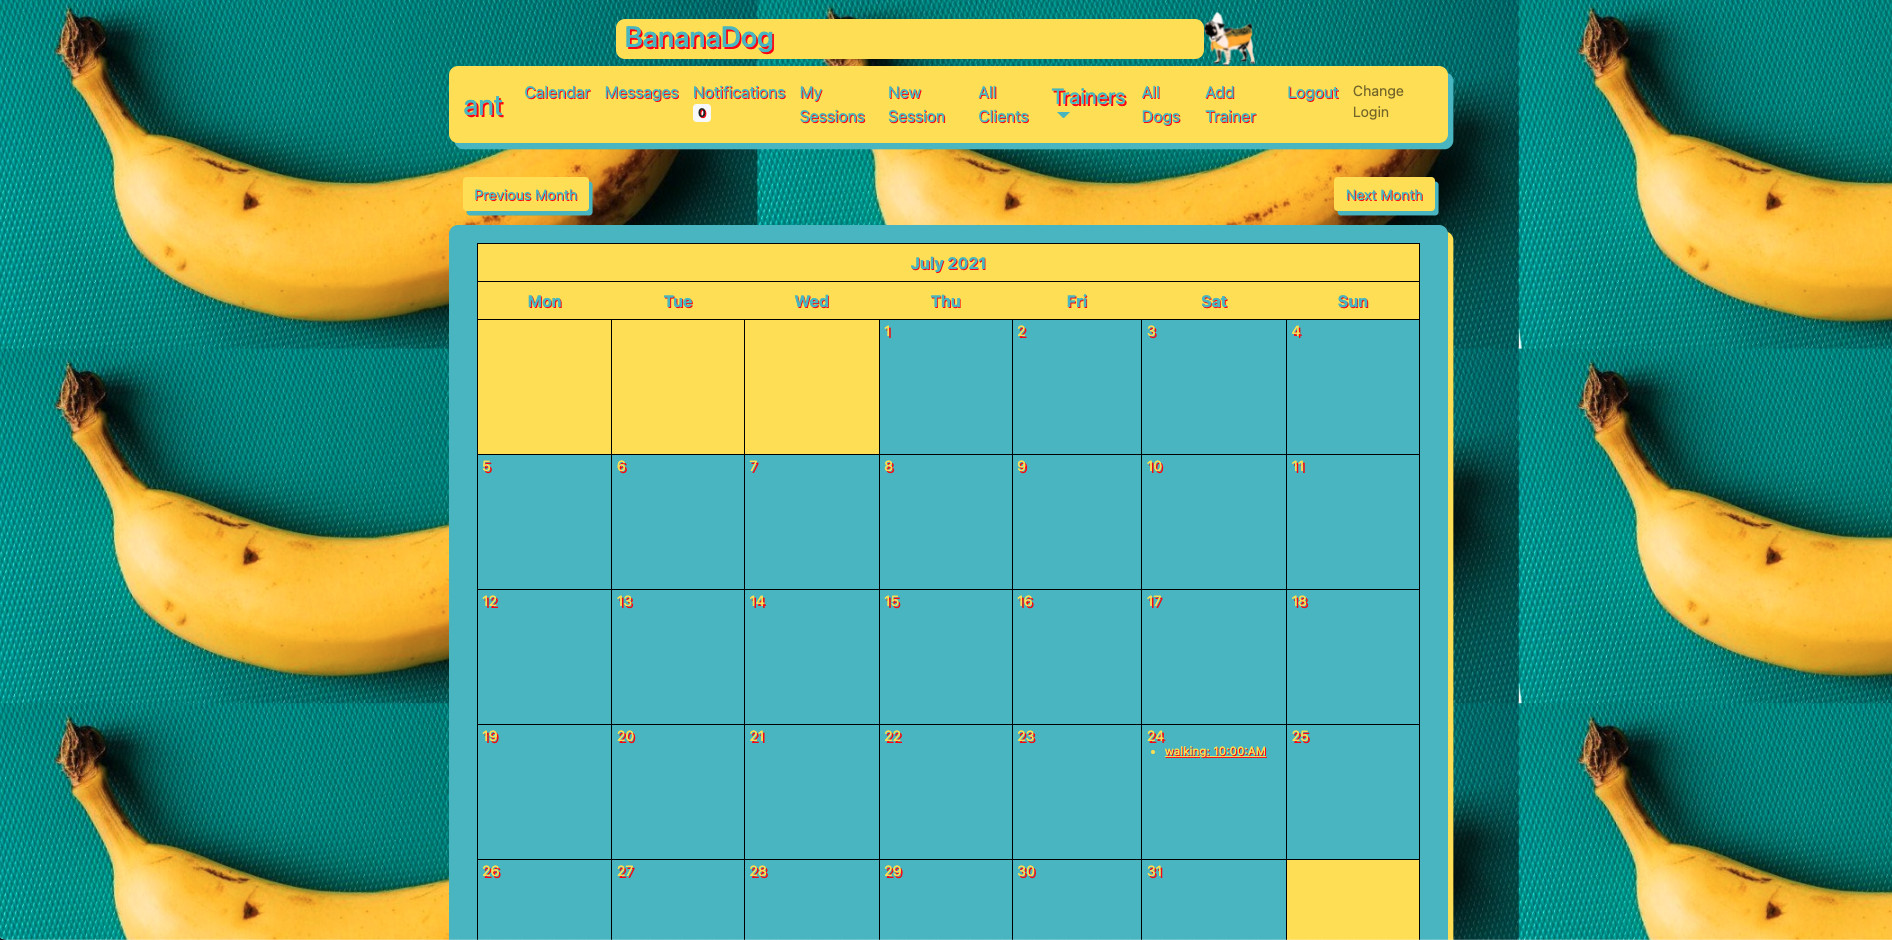 BananaDog
ant Calendar Messages Notifications 0 My Sessions New Session All Clients Trainers All Dogs Add Trainer Logout Change Login
Previous Month Next Month
July 2021
Mon Tue Wed Thu Fri Sat Sun
1 2 3 4
5 6 7 8 9 10 11
12 13 14 15 16 17 18
19 20 21 22 23 24 25
walking: 10:00:AM
26 27 28 29 30 31